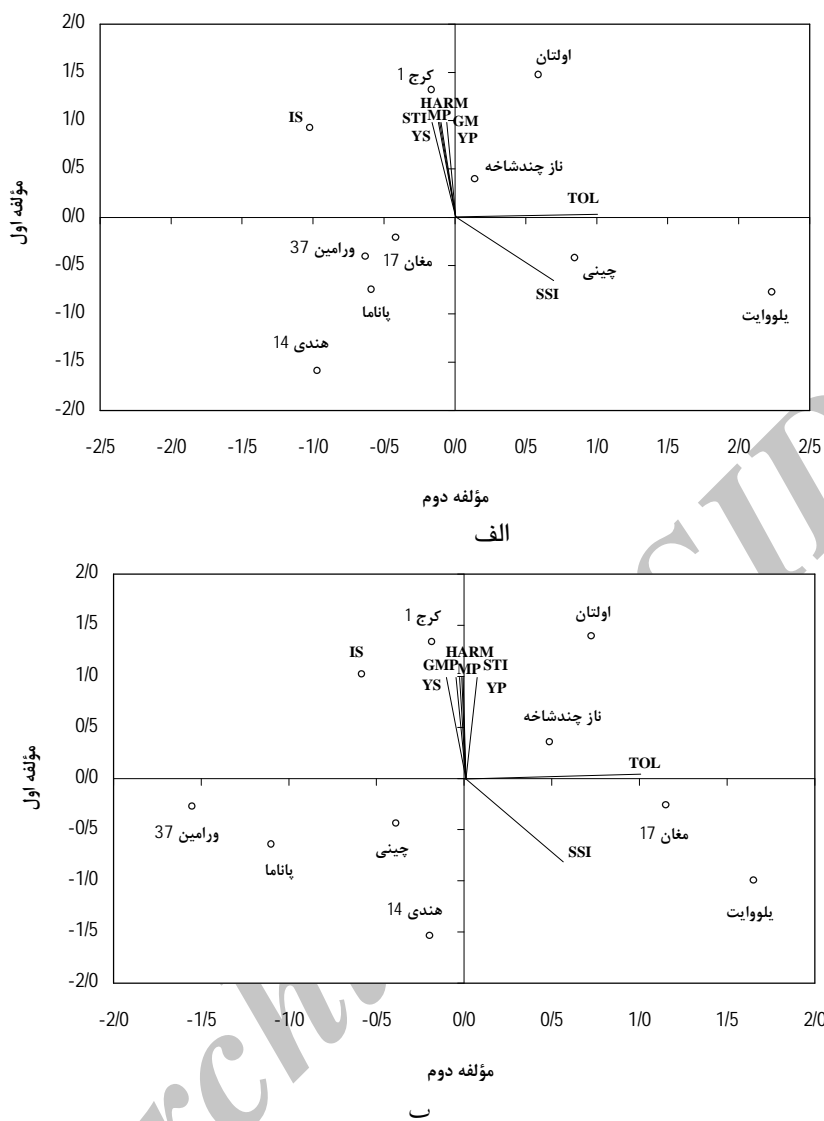 2/0
اولتان
1/5
کرج 1
HARM
IS
STI MP GM
1/0
YS YP
ناز چندشاخه
0/5
TOL
مؤلفه اول
0/0
ورامین 37
مغان 17
چینی
-0/5
SSI
پاناما
یلووایت
-1/0
هندی 14
-1/5
-2/0
-2/5 -2/0 -1/0 -1/0 0/0 0/5 1/0 1/0 2/0 2/5
مؤلفه دوم
الف
2/0
اولتان
1/5
کرج 1
IS
HARM
GMP MP STI
1/0
YS YP
ناز چندشاخه
0/5
TOL
مؤلفه اول
0/0
ورامین 37
مغان 17
-0/5
چینی
SSI
پاناما
-1/0
هندی 14
یلووایت
-1/5
-2/0
-2/0 -1/5 -1/0 -0/5 0/0 0/5 1/0 1/5 2/0
مؤلفه دوم
ب
Archive of SID